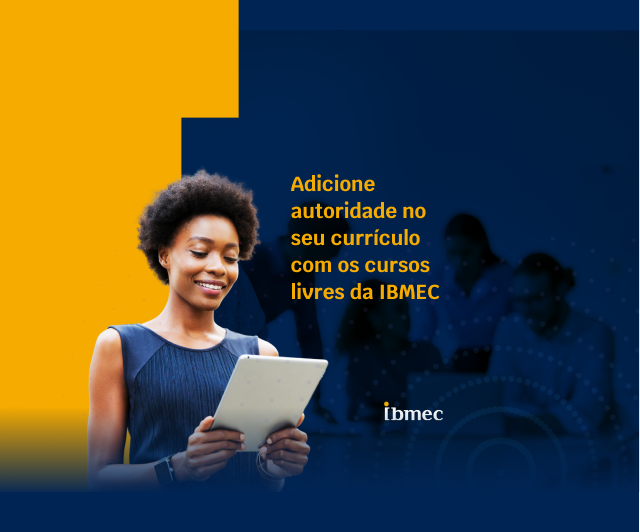 Adicione
autoridade no
seu currículo
com os cursos
livres da IBMEC
ibmec